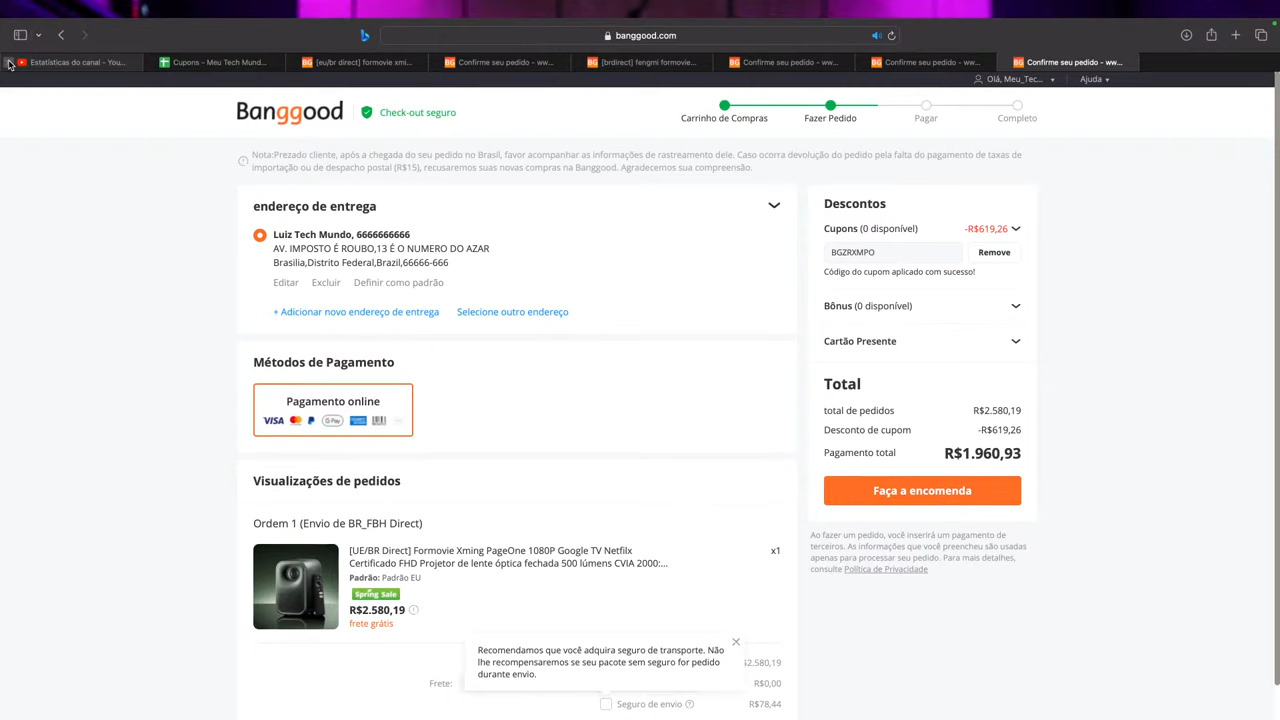 banggood.com
Estatísticas do canal - You...
Cupons - Meu Tech Mund...
[eu/br direct] formovie xmi...
Confirme seu pedido - ww...
[brdirect] fengmi formovie...
Confirme seu pedido - ww...
Confirme seu pedido - ww...
Confirme seu pedido - ww...
Olá, Meu_Tec...
Ajuda
Banggood
Check-out seguro
Carrinho de Compras
Fazer Pedido
Pagar
Completo
Nota:Prezado cliente, após a chegada do seu pedido no Brasil, favor acompanhar as informações de rastreamento dele. Caso ocorra devolução do pedido pela falta do pagamento de taxas de
importação ou de despacho postal (R$15), recusaremos suas novas compras na Banggood. Agradecemos sua compreensão.
endereço de entrega
Luiz Tech Mundo, 6666666666
AV. IMPOSTO É ROUBO,13 É O NUMERO DO AZAR
Brasilia,Distrito Federal,Brazil,66666-666
Editar
Excluir
Definir como padrão
+ Adicionar novo endereço de entrega
Selecione outro endereço
Métodos de Pagamento
Pagamento online
VISA
G Pay
Visualizações de pedidos
Ordem 1 (Envio de BR_FBH Direct)
[UE/BR Direct] Formovie Xming PageOne 1080P Google TV Netfilx
x1
Certificado FHD Projetor de lente óptica fechada 500 lúmens CVIA 2000:...
Padrão: Padrão EU
Spring Sale
R$2.580,19
frete grátis
Recomendamos que você adquira seguro de transporte. Não
lhe recompensaremos se seu pacote sem seguro for pedido
durante envio.
$2.580,19
Frete:
R$0,00
Seguro de envio
R$78,44
Descontos
Cupons (0 disponível)
-R$619,26
BGZRXMPO
Remove
Código do cupom aplicado com sucesso!
Bônus (0 disponível)
Cartão Presente
Total
total de pedidos
R$2.580,19
Desconto de cupom
-R$619,26
Pagamento total
R$1.960,93
Faça a encomenda
Ao fazer um pedido, você inserirá um pagamento de
terceiros. As informações que você preencheu são usadas
apenas para processar seu pedido. Para mais detalhes,
consulte Política de Privacidade